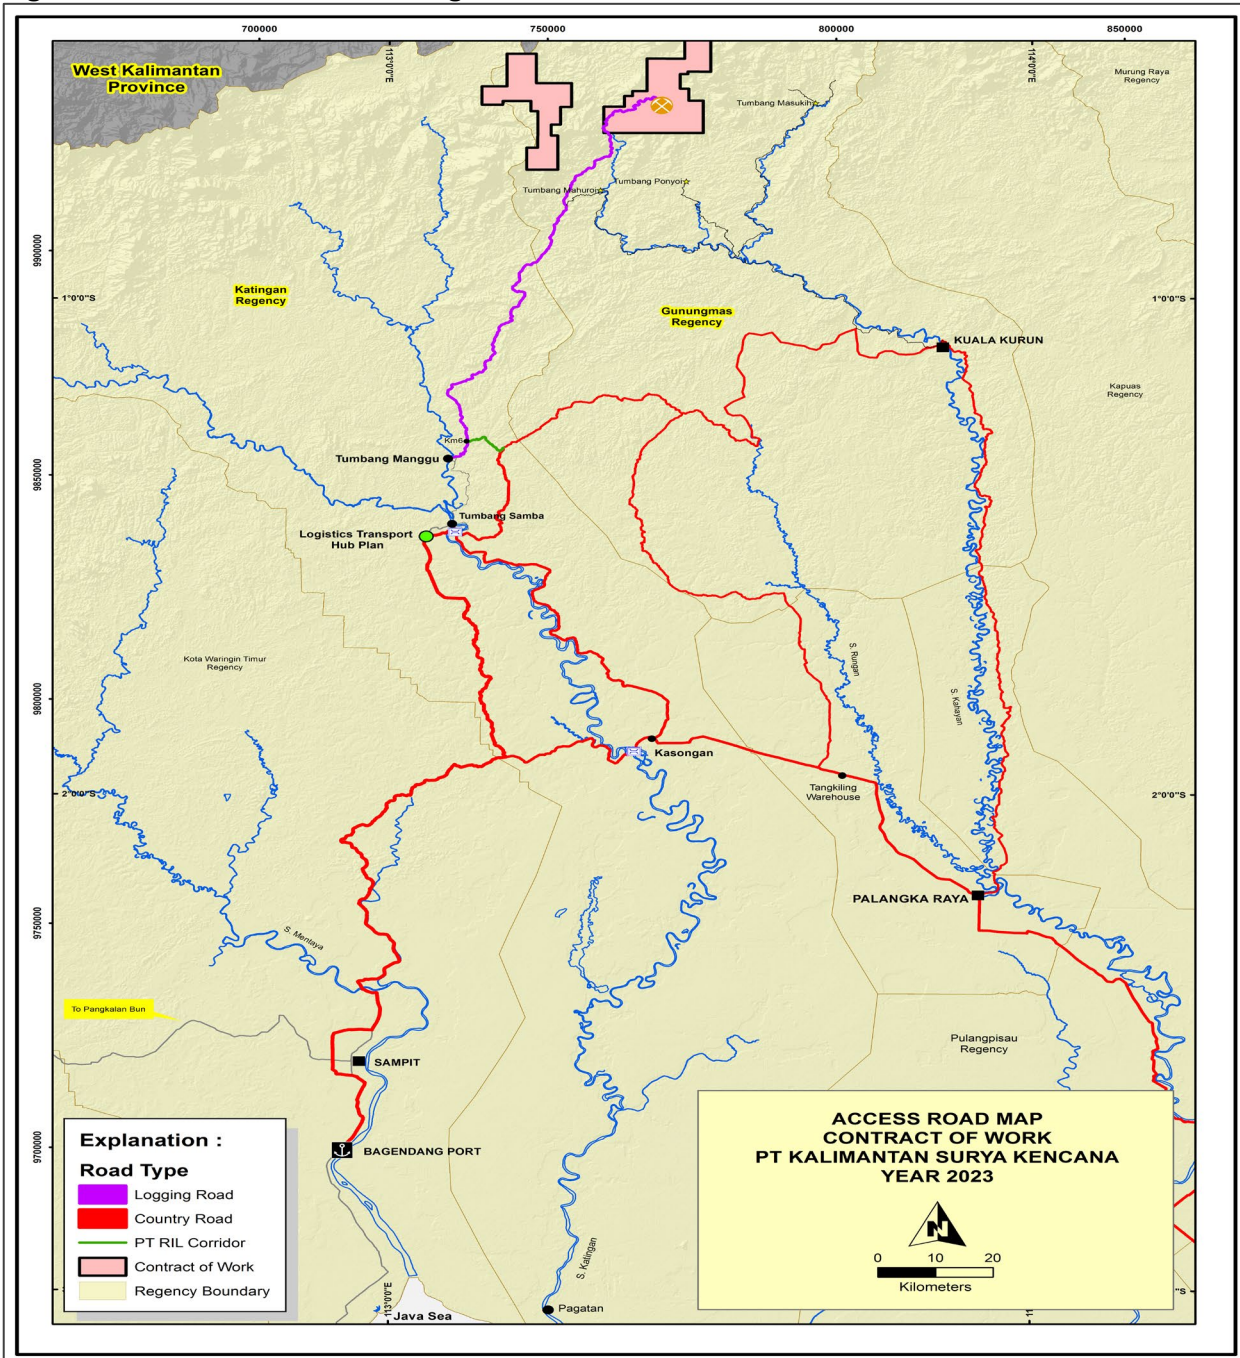 700000
750000
800000
850000
113°0'0"E
114°0'0"E
West Kalimantan
Province
Murung Raya
Regency
Tumbang Masukih
Tumbang Ponyoi
Tumbang Mahuroi
9900000
1°0'0"S
1°0'0"S
Katingan
Regency
Gunungmas
Regency
KUALA KURUN
Kapuas
Regency
Km6
Tumbang Manggu
9850000
Tumbang Samba
Logistics Transport
Hub Plan
Kota Waringin Timur
Regency
S. Rungan
S. Kahayan
9800000
Kasongan
Tangkiling
Warehouse
2°0'0"S
2°0'0"S
PALANGKA RAYA
9750000
S. Mentaya
To Pangkalan Bun
Pulangpisau
Regency
SAMPIT
BAGENDANG PORT
9700000
Explanation :
Road Type
Logging Road
Country Road
PT RIL Corridor
Contract of Work
Regency Boundary
ACCESS ROAD MAP
CONTRACT OF WORK
PT KALIMANTAN SURYA KENCANA
YEAR 2023
N
0 10 20
Kilometers
S. Katingan
Pagatan
113°0'0"E
Java Sea